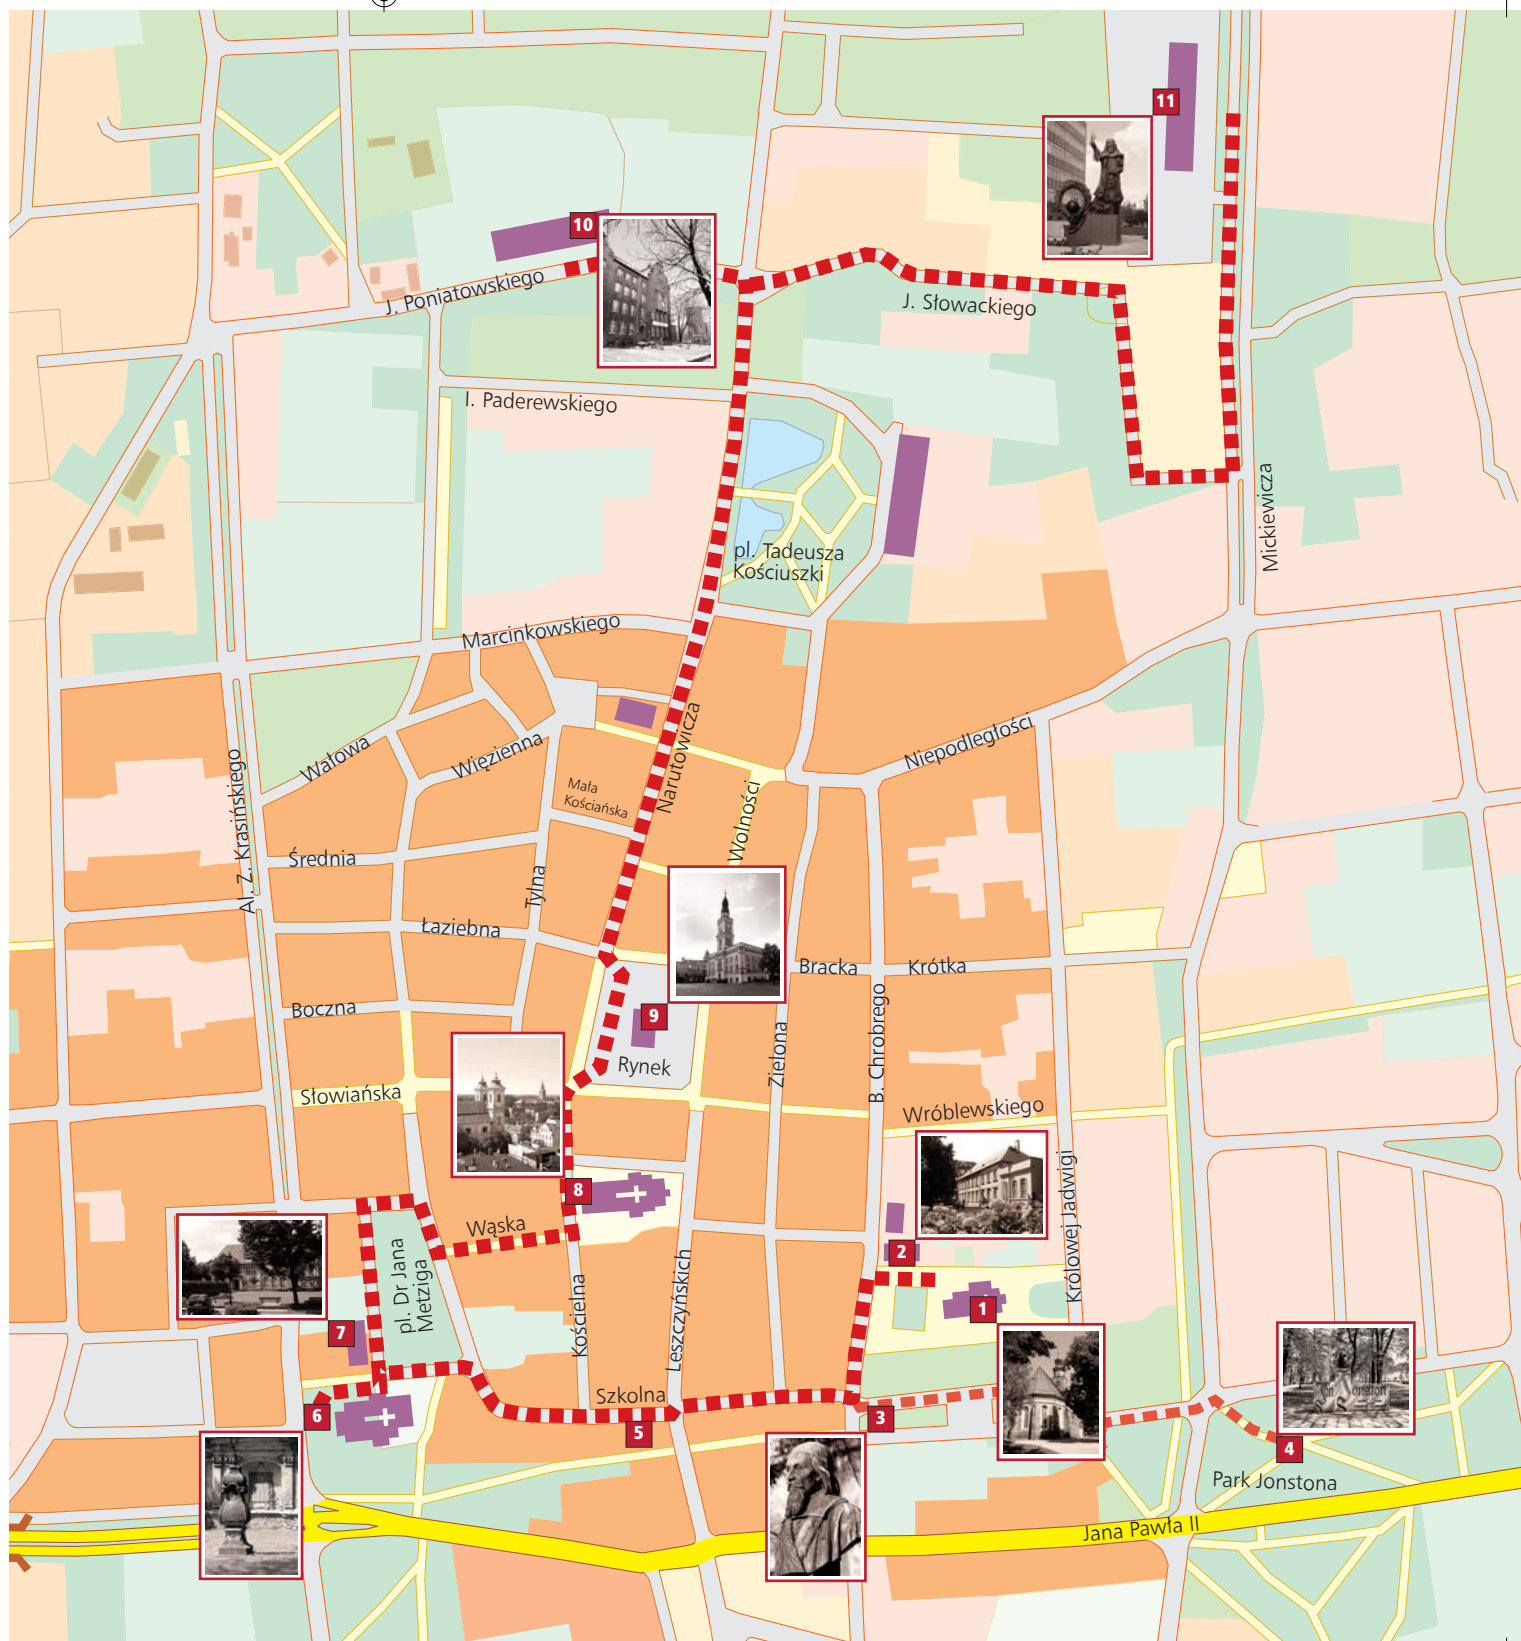 11
10
J. Poniatowskiego
J. Słowackiego
I. Paderewskiego
Mickiewicza
pl. Tadeusza
Kościuszki
Marcinkowskiego
Narutowicza
Niepodległości
Wałowa
Więzienna
Al. Z. Krasińskiego
Mała
Kościańska
Wolności
Średnia
Tylna
Łaziebna
Bracka
Krótka
Boczna
9
Rynek
Zielona
B. Chrobrego
Słowiańska
Wróblewskiego
8
Królowej Jadwigi
Wąska
2
pl. Dr Jana
Metziga
Kościelna
Leszczyńskich
1
7
Szkolna
6
5
3
4
Park Jonstona
Jana Pawła II